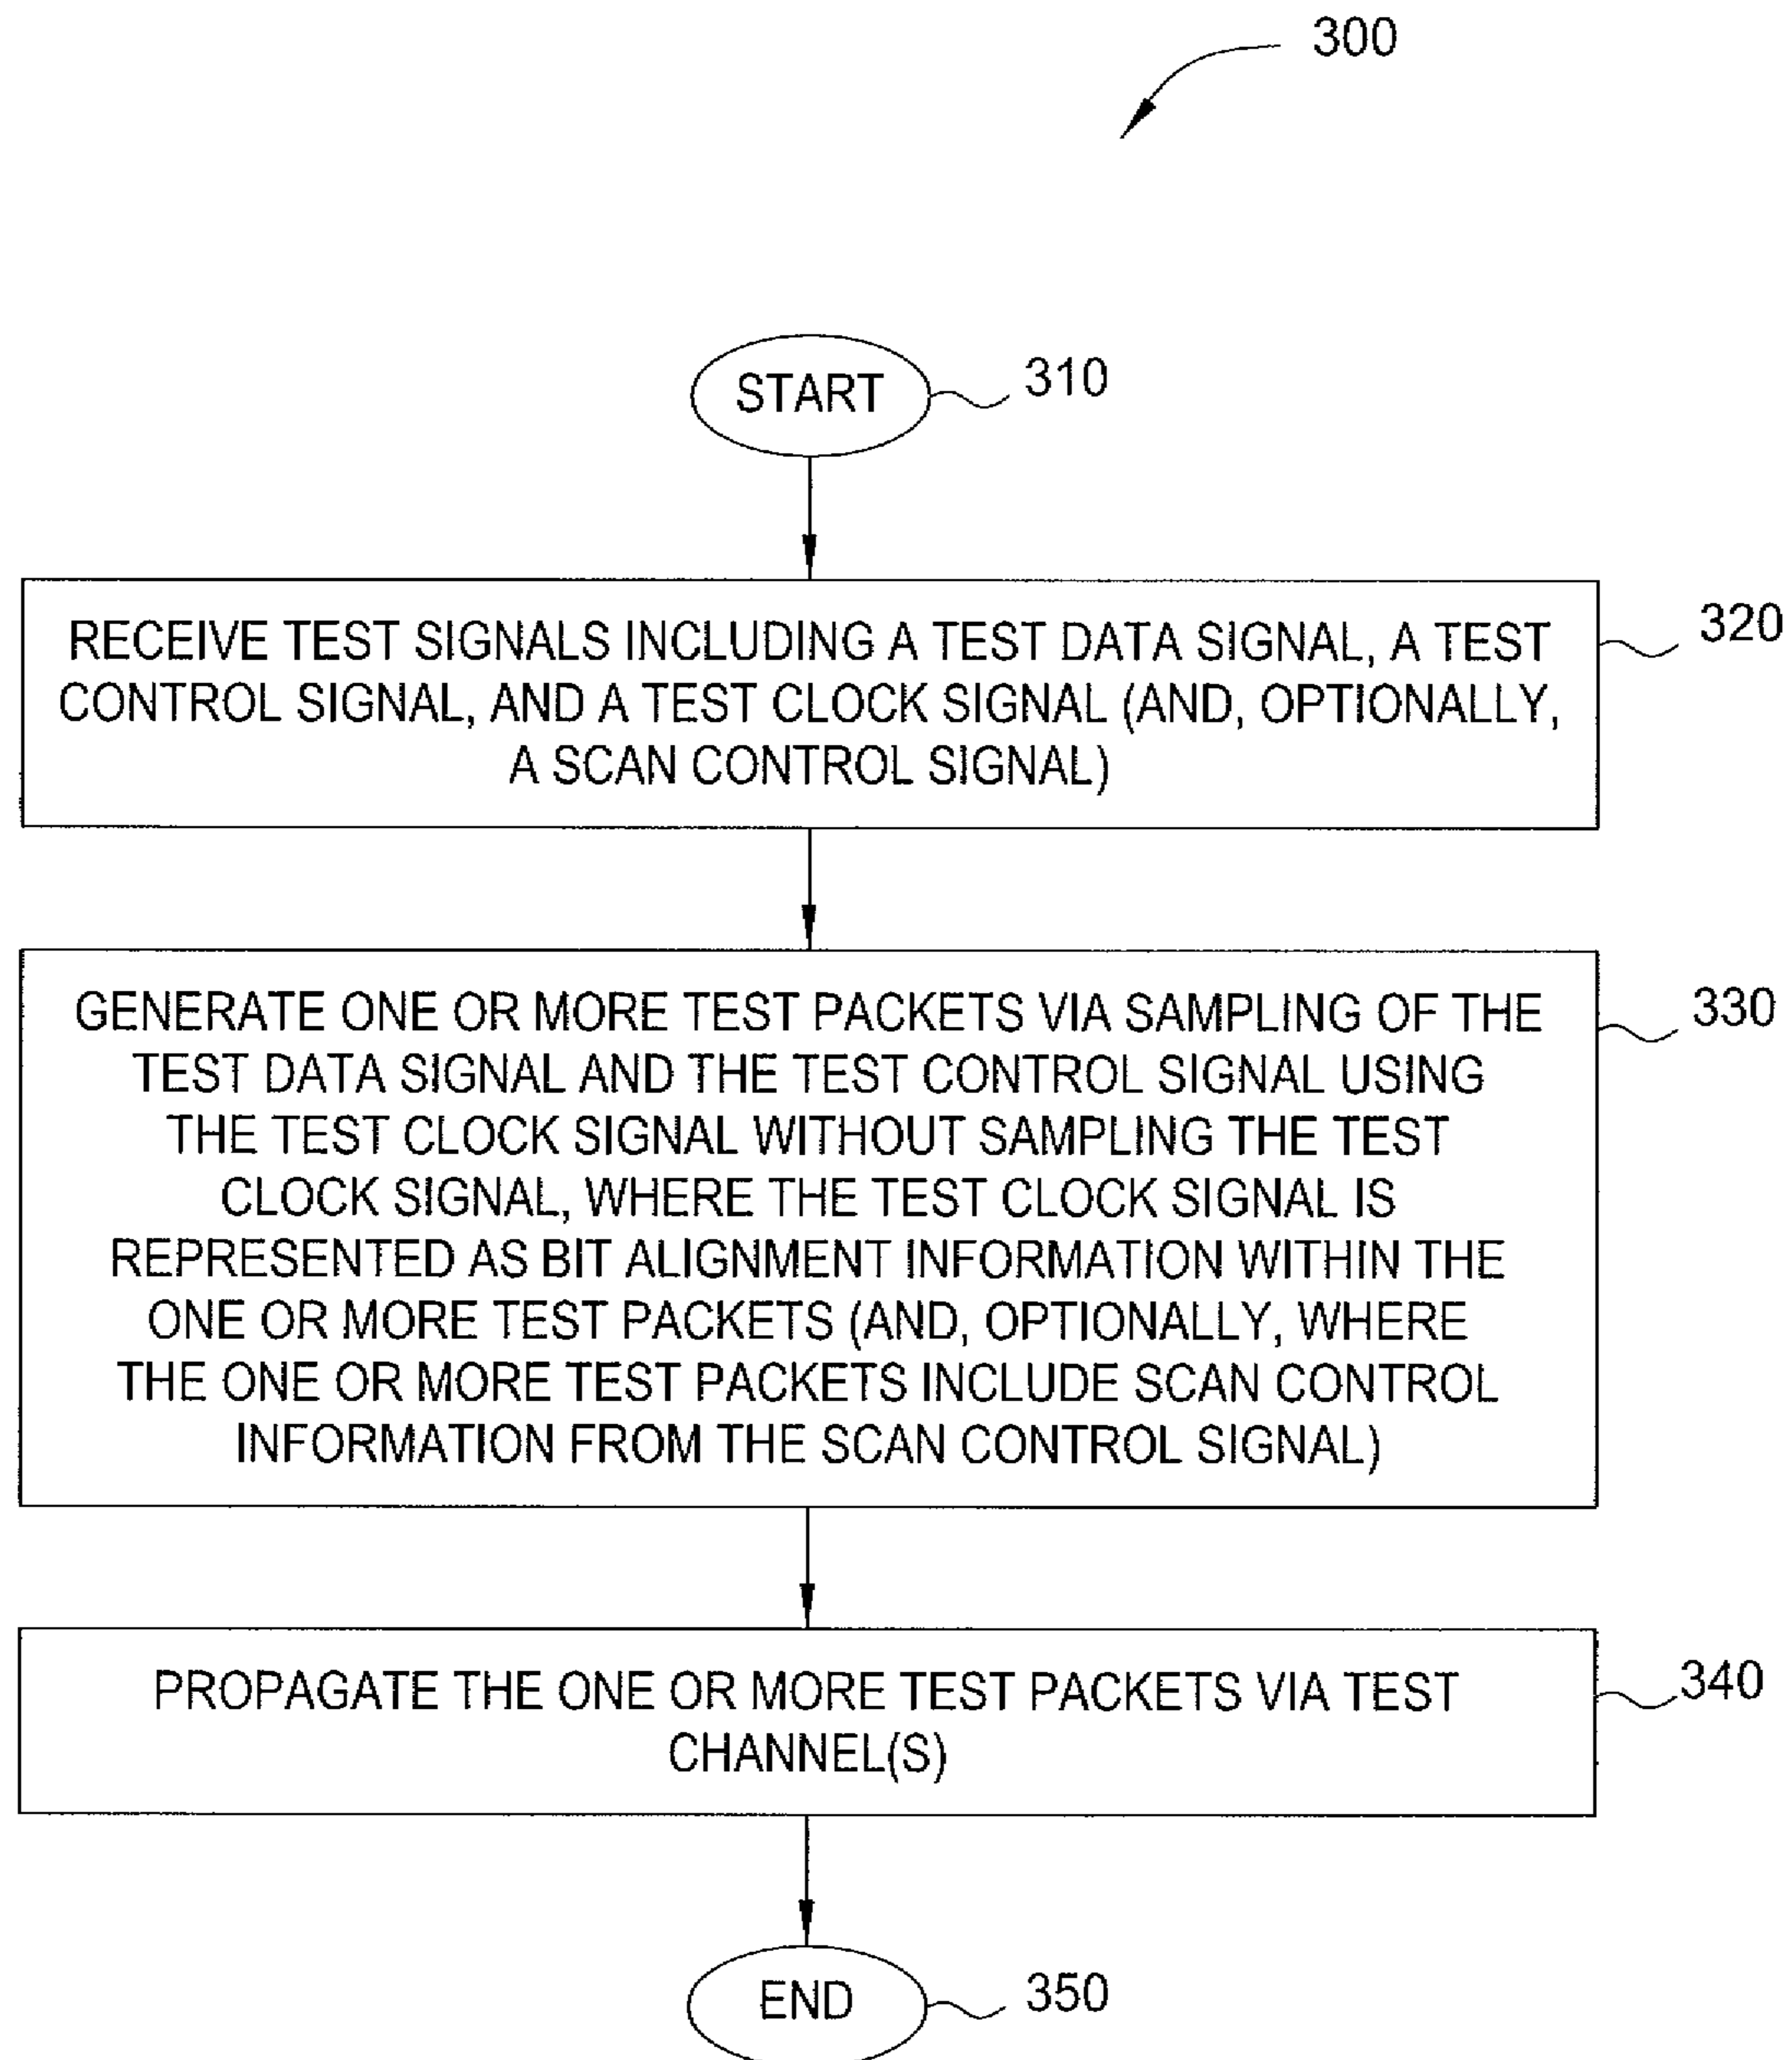 300
START
310
RECEIVE TEST SIGNALS INCLUDING A TEST DATA SIGNAL, A TEST
CONTROL SIGNAL, AND A TEST CLOCK SIGNAL (AND, OPTIONALLY,
A SCAN CONTROL SIGNAL)
320
GENERATE ONE OR MORE TEST PACKETS VIA SAMPLING OF THE
TEST DATA SIGNAL AND THE TEST CONTROL SIGNAL USING
THE TEST CLOCK SIGNAL WITHOUT SAMPLING THE TEST
CLOCK SIGNAL, WHERE THE TEST CLOCK SIGNAL IS
REPRESENTED AS BIT ALIGNMENT INFORMATION WITHIN THE
ONE OR MORE TEST PACKETS (AND, OPTIONALLY, WHERE
THE ONE OR MORE TEST PACKETS INCLUDE SCAN CONTROL
INFORMATION FROM THE SCAN CONTROL SIGNAL)
330
PROPAGATE THE ONE OR MORE TEST PACKETS VIA TEST
CHANNEL(S)
340
END
350